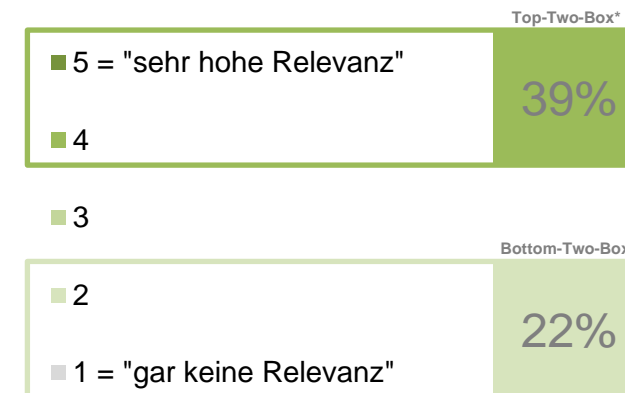 Top-Two-Box*
5 = "sehr hohe Relevanz"
39%
4
3
Bottom-Two-Box
2
22%
1 = "gar keine Relevanz"